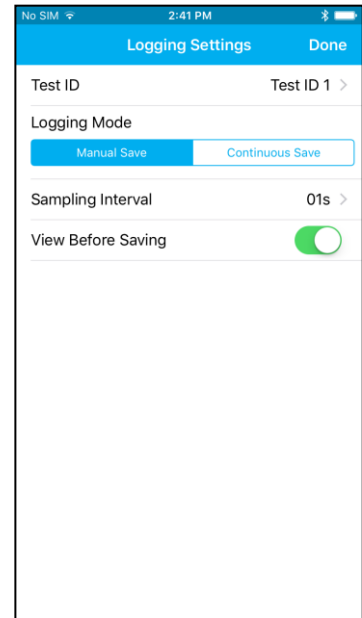 No SIM 2:41 PM
Logging Settings Done
Test ID Test ID 1 >
Logging Mode
Manual Save Continuous Save
Sampling Interval 01s >
View Before Saving